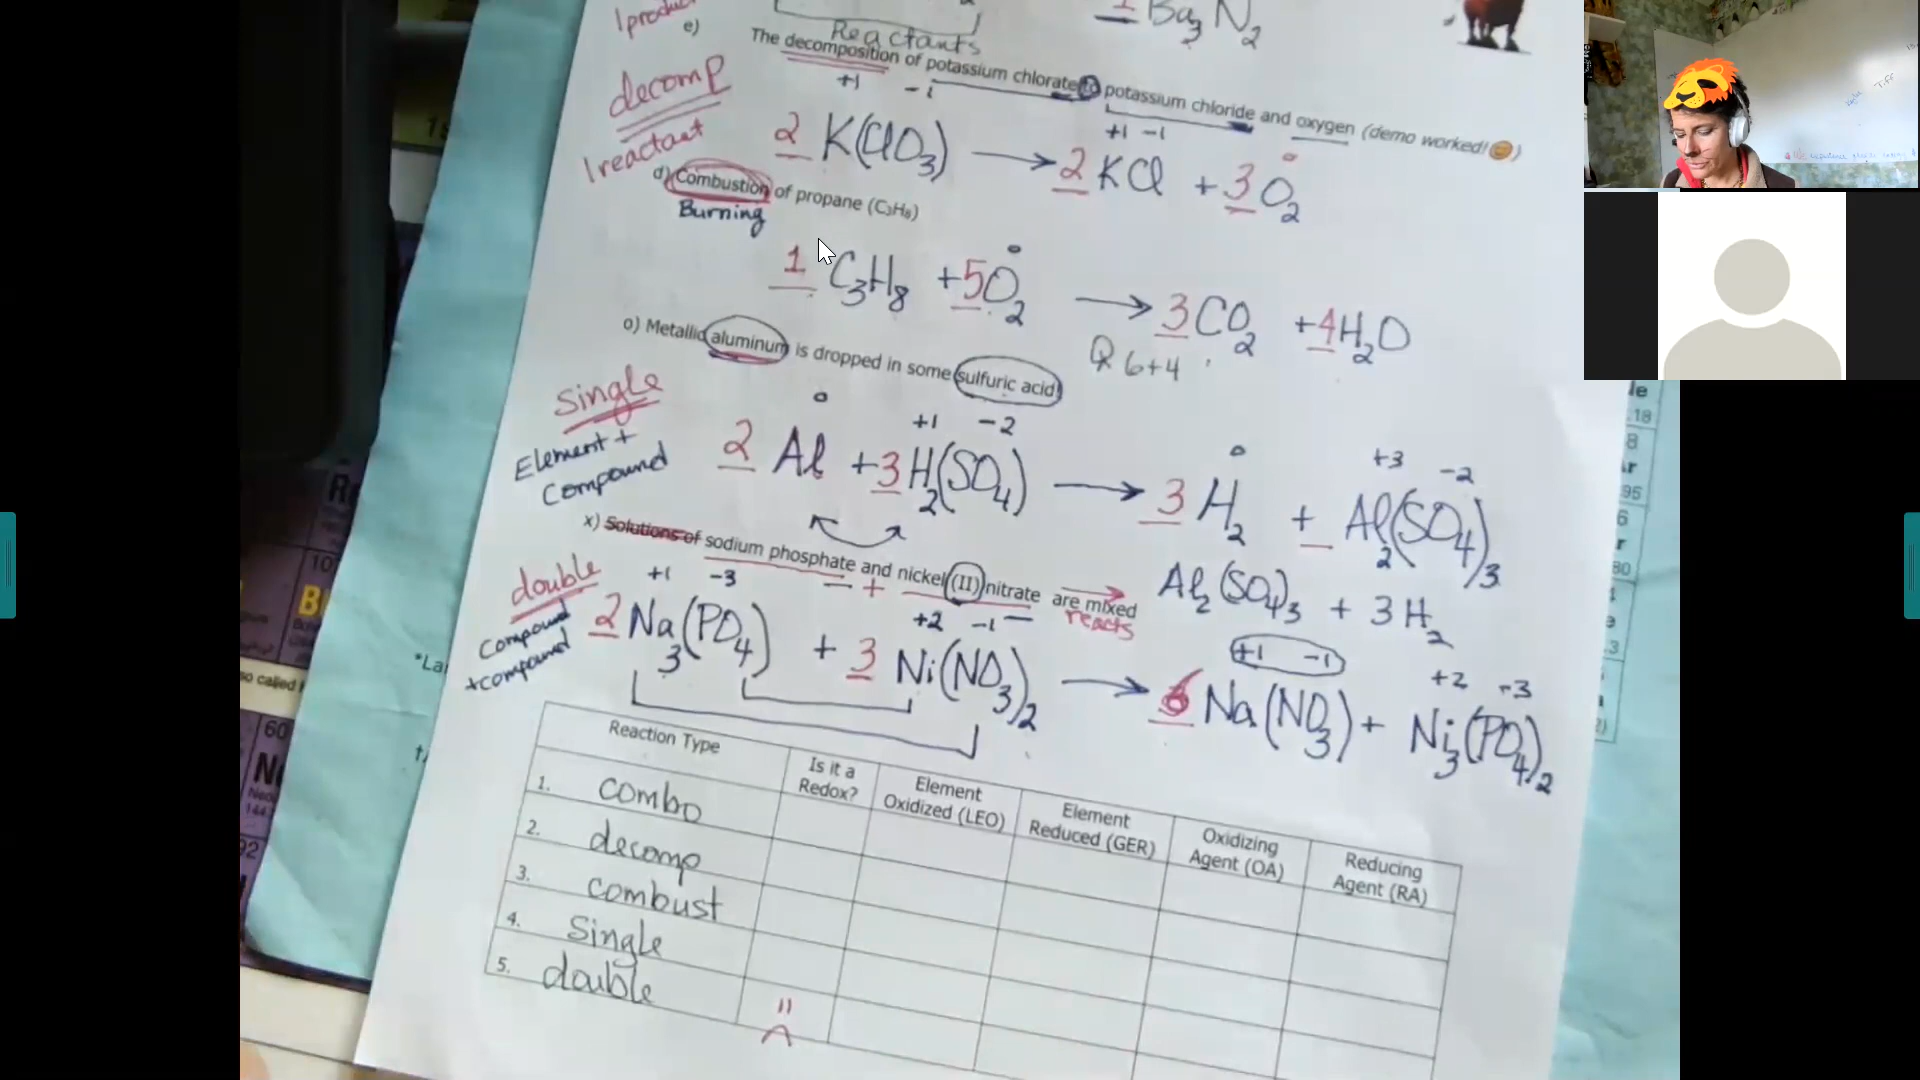 1 Ba3 N2
Reactants
e) The decomposition of potassium chlorate to potassium chloride and oxygen (demo worked! )
decomp
1 reactant
+1 -1 +1 -1 o
2 K(ClO3) → 2 KCl + 3 O2
d) Combustion of propane (C3H8)
Burning
o
1 C3H8 + 5 O2 → 3 CO2 + 4 H2O
6+4
o) Metallic aluminum is dropped in some sulfuric acid
single
Element +
Compound
o +1 -2 o +3 -2
2 Al + 3 H2(SO4) → 3 H2 + Al2(SO4)3
x) Solutions of sodium phosphate and nickel (II) nitrate are mixed
reacts
Al2(SO4)3 + 3 H2
double
Compound
+compound
+1 -3 +2 -1 +1 -1 +2 -3
2 Na3(PO4) + 3 Ni(NO3)2 → 6 Na(NO3) + Ni3(PO4)2
Reaction Type Is it a Redox? Element Oxidized (LEO) Element Reduced (GER) Oxidizing Agent (OA) Reducing Agent (RA)
1. combo
2. decomp
3. combust
4. Single
5. double
60